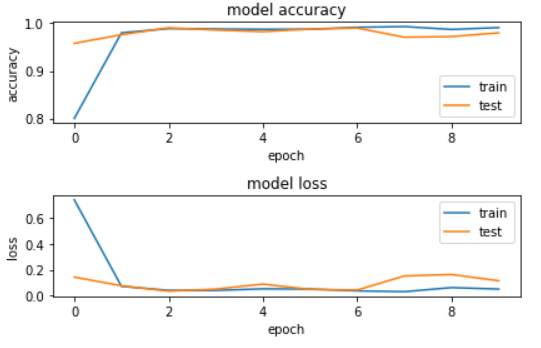 model accuracy
1.0
0.9
0.8
accuracy
train
test
0 2 4 6 8
epoch
model loss
0.6
0.4
0.2
0.0
loss
train
test
0 2 4 6 8
epoch